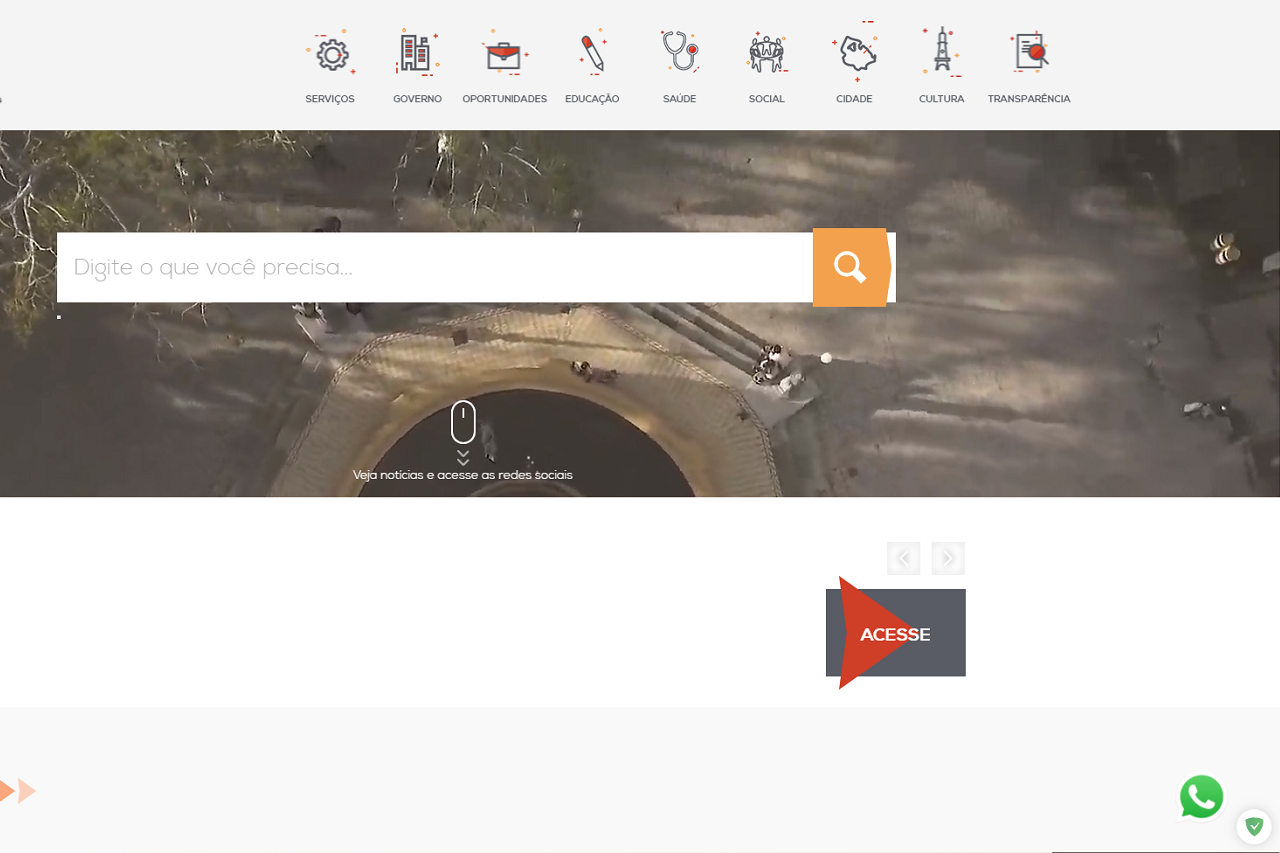 SERVIÇOS GOVERNO OPORTUNIDADES EDUCAÇÃO SAÚDE SOCIAL CIDADE CULTURA TRANSPARÊNCIA
Digite o que você precisa...
Veja notícias e acesse as redes sociais
ACESSE